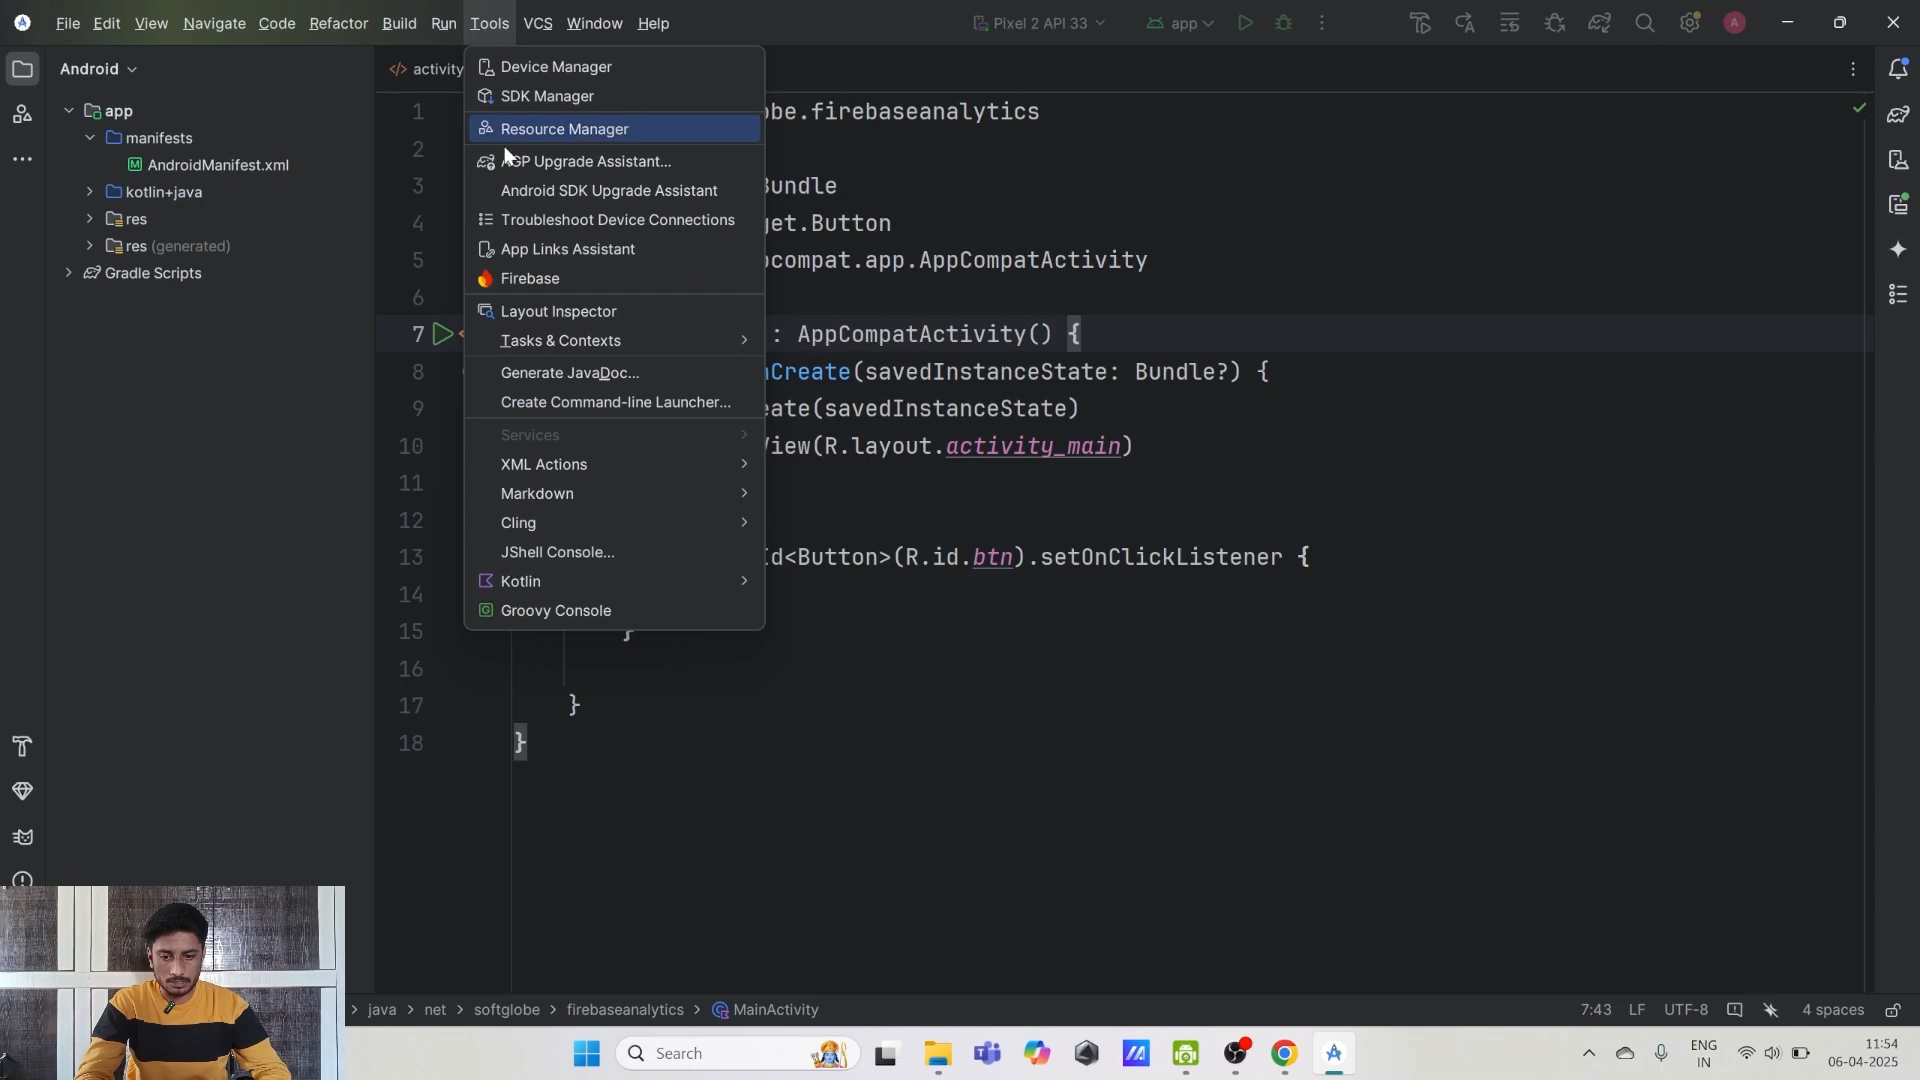 File Edit View Navigate Code Refactor Build Run Tools VCS Window Help
Pixel 2 API 33
app
A
Android
app
manifests
M AndroidManifest.xml
kotlin+java
res
res (generated)
Gradle Scripts
</> activity
Device Manager
SDK Manager
Resource Manager
GP Upgrade Assistant...
Android SDK Upgrade Assistant
Troubleshoot Device Connections
App Links Assistant
Firebase
Layout Inspector
Tasks & Contexts
Generate JavaDoc...
Create Command-line Launcher...
Services
XML Actions
Markdown
Cling
JShell Console...
Kotlin
G Groovy Console
1 be.firebaseanalytics
2
3 Bundle
4 get.Button
5 compat.app.AppCompatActivity
6
7 : AppCompatActivity() {
8 nCreate(savedInstanceState: Bundle?) {
9 eate(savedInstanceState)
10 View(R.layout.activity_main)
11
12
13 Id<Button>(R.id.btn).setOnClickListener {
14
15 }
16
17 }
18 }
java > net > softglobe > firebaseanalytics > MainActivity
7:43 LF UTF-8 4 spaces
Search
ENG
IN
11:54
06-04-2025